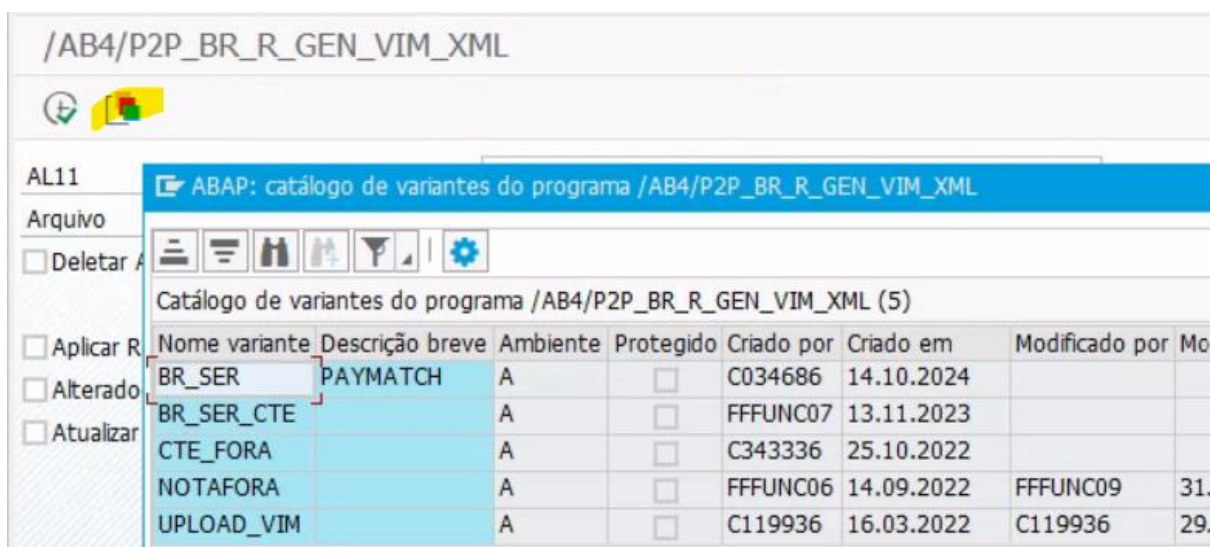 /AB4/P2P_BR_R_GEN_VIM_XML
AL11
ABAP: catálogo de variantes do programa /AB4/P2P_BR_R_GEN_VIM_XML
Arquivo
Deletar
Catálogo de variantes do programa /AB4/P2P_BR_R_GEN_VIM_XML (5)
Aplicar R
Nome variante Descrição breve Ambiente Protegido Criado por Criado em Modificado por Mo
Alterado
BR_SER PAYMATCH A C034686 14.10.2024
BR_SER_CTE A FFFUNC07 13.11.2023
Atualizar
CTE_FORA A C343336 25.10.2022
NOTAFORA A FFFUNC06 14.09.2022 FFFUNC09 31.
UPLOAD_VIM A C119936 16.03.2022 C119936 29.